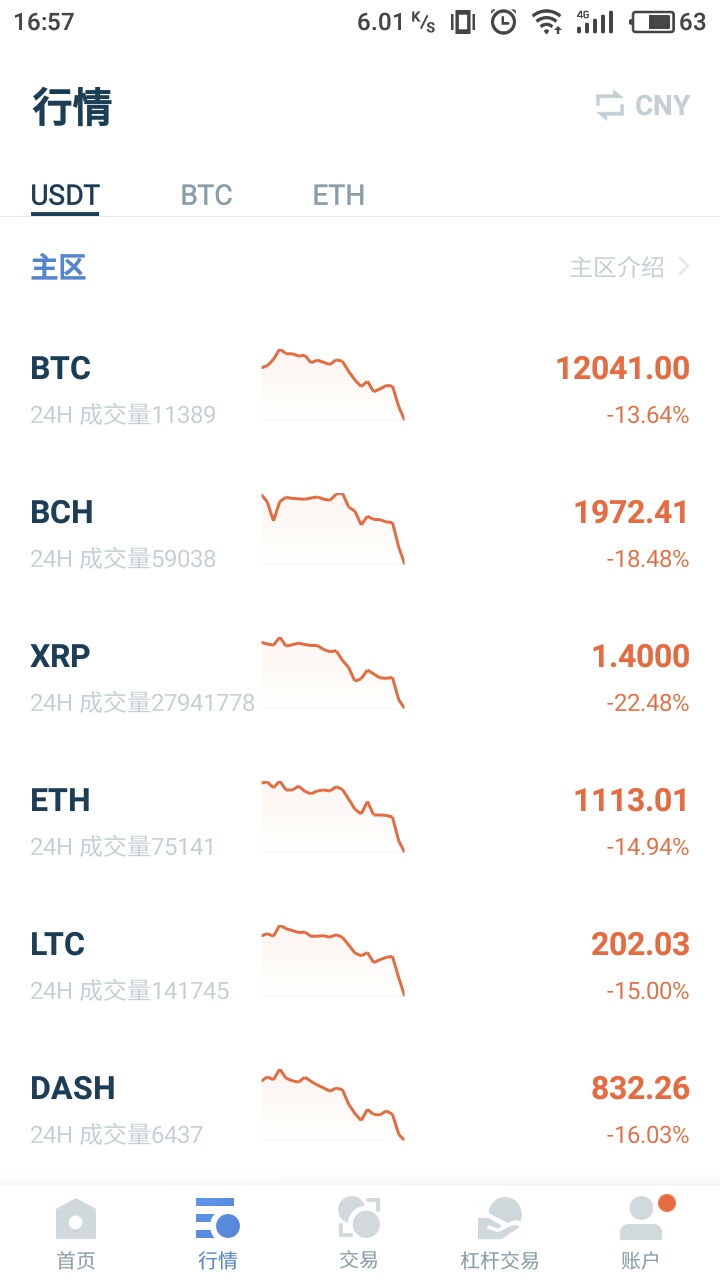 16:57 6.01 K/s 4G 63
行情 CNY
USDT BTC ETH
主区 主区介绍
BTC 12041.00
24H 成交量11389 -13.64%
BCH 1972.41
24H 成交量59038 -18.48%
XRP 1.4000
24H 成交量27941778 -22.48%
ETH 1113.01
24H 成交量75141 -14.94%
LTC 202.03
24H 成交量141745 -15.00%
DASH 832.26
24H 成交量6437 -16.03%
首页 行情 交易 杠杆交易 账户